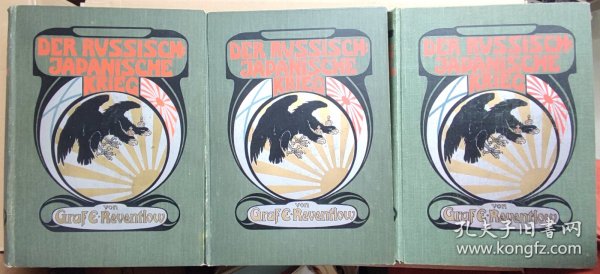 DER RUSSISCH-
JAPANISCHE
KRIEG
von
Graf E. Reventlow
DER RUSSISCH-
JAPANISCHE
KRIEG
von
Graf E. Reventlow
DER RUSSISCH-
JAPANISCHE
KRIEG
von
Graf E. Reventlow
孔夫子旧书网
www.kongfz.com